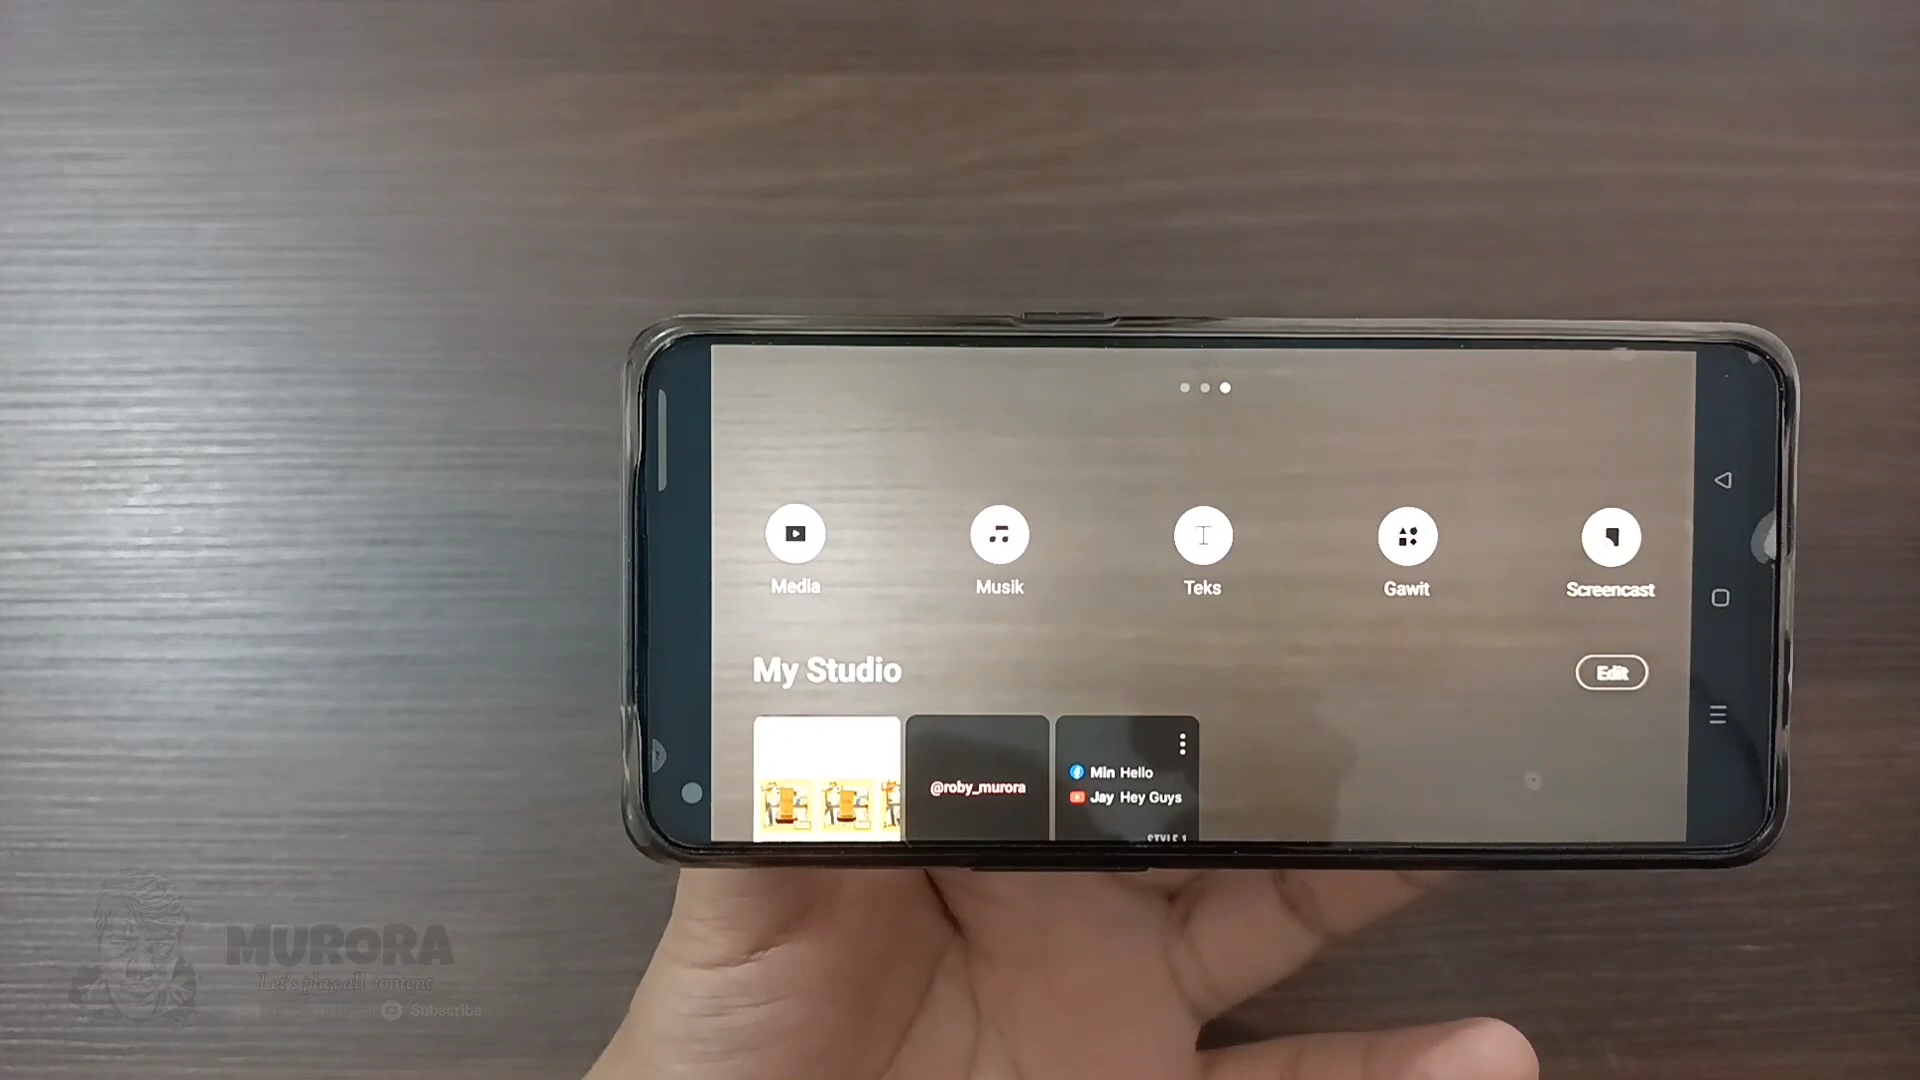 Media
Musik
Teks
Gawit
Screencast
My Studio
Edit
@roby_murora
Min Hello
Jay Hey Guys
STYLE 1
MURORA
Let's play all content
Subscribe